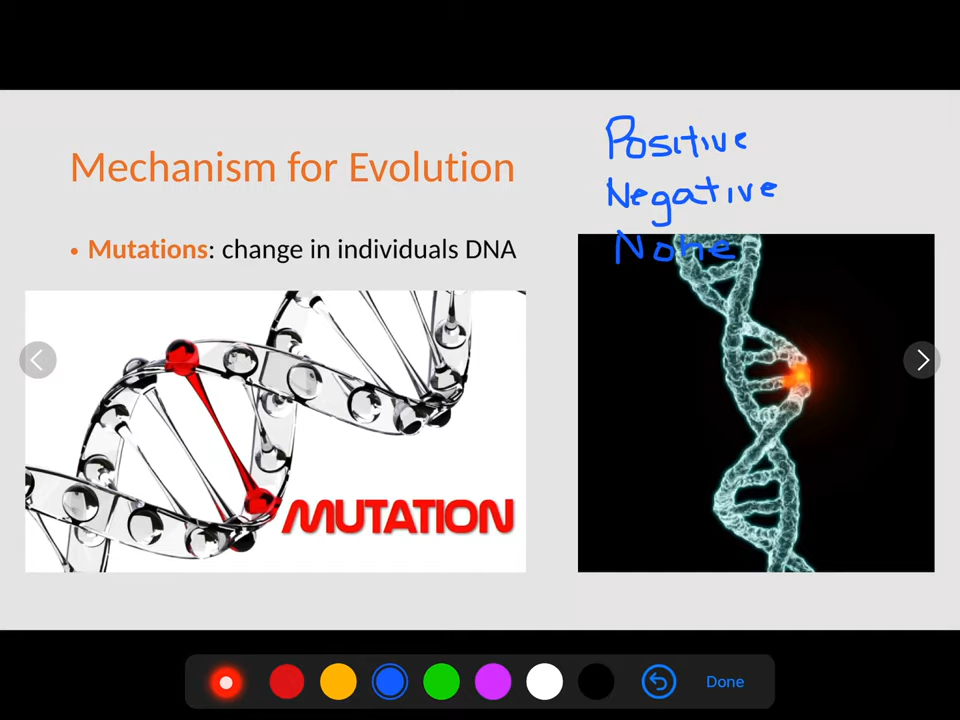 Positive
Negative
None
Mechanism for Evolution
• Mutations: change in individuals DNA
MUTATION
Done